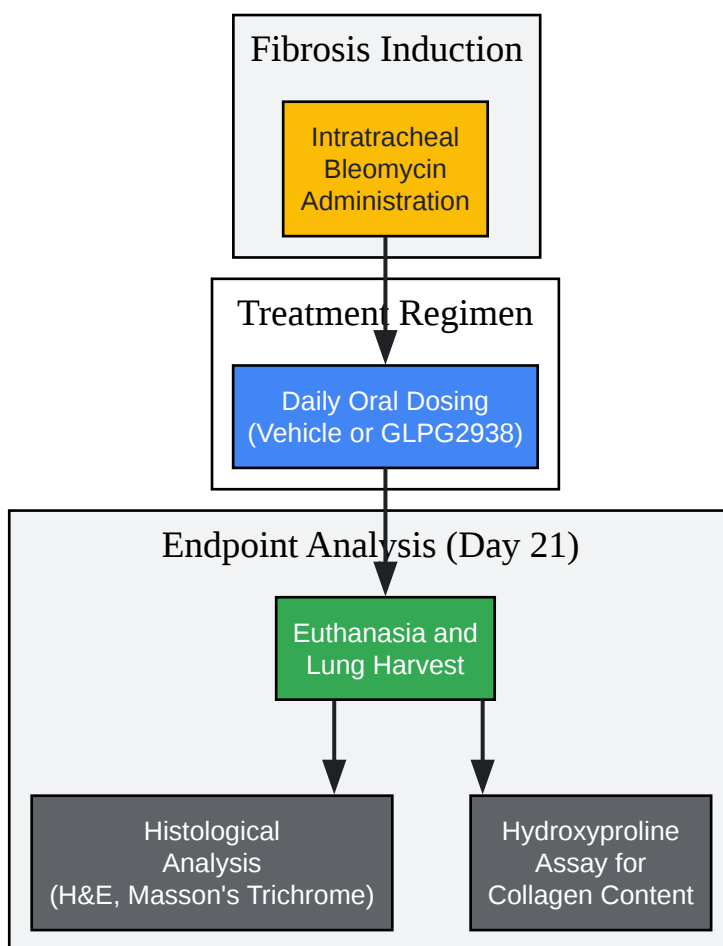 Fibrosis Induction
Intratracheal
Bleomycin
Administration
Treatment Regimen
Daily Oral Dosing
(Vehicle or GLPG2938)
Endpoint Analysis (Day 21)
Euthanasia and
Lung Harvest
Histological
Analysis
(H&E, Masson's Trichrome)
Hydroxyproline
Assay for
Collagen Content